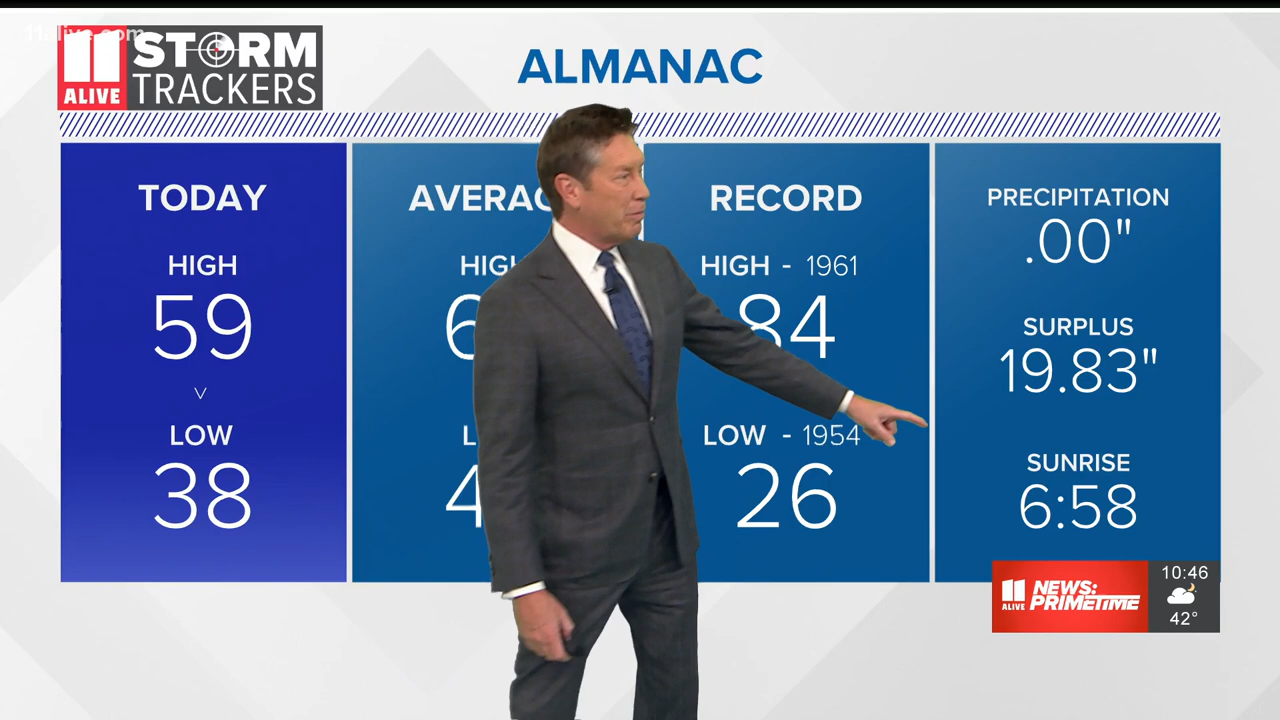 11alive.com
11 ALIVE
STORM
TRACKERS
ALMANAC
TODAY
HIGH
59
LOW
38
RECORD
HIGH - 1961
84
LOW - 1954
26
PRECIPITATION
.00"
SURPLUS
19.83"
SUNRISE
6:58
11 ALIVE
NEWS:
PRIMETIME
10:46
42°